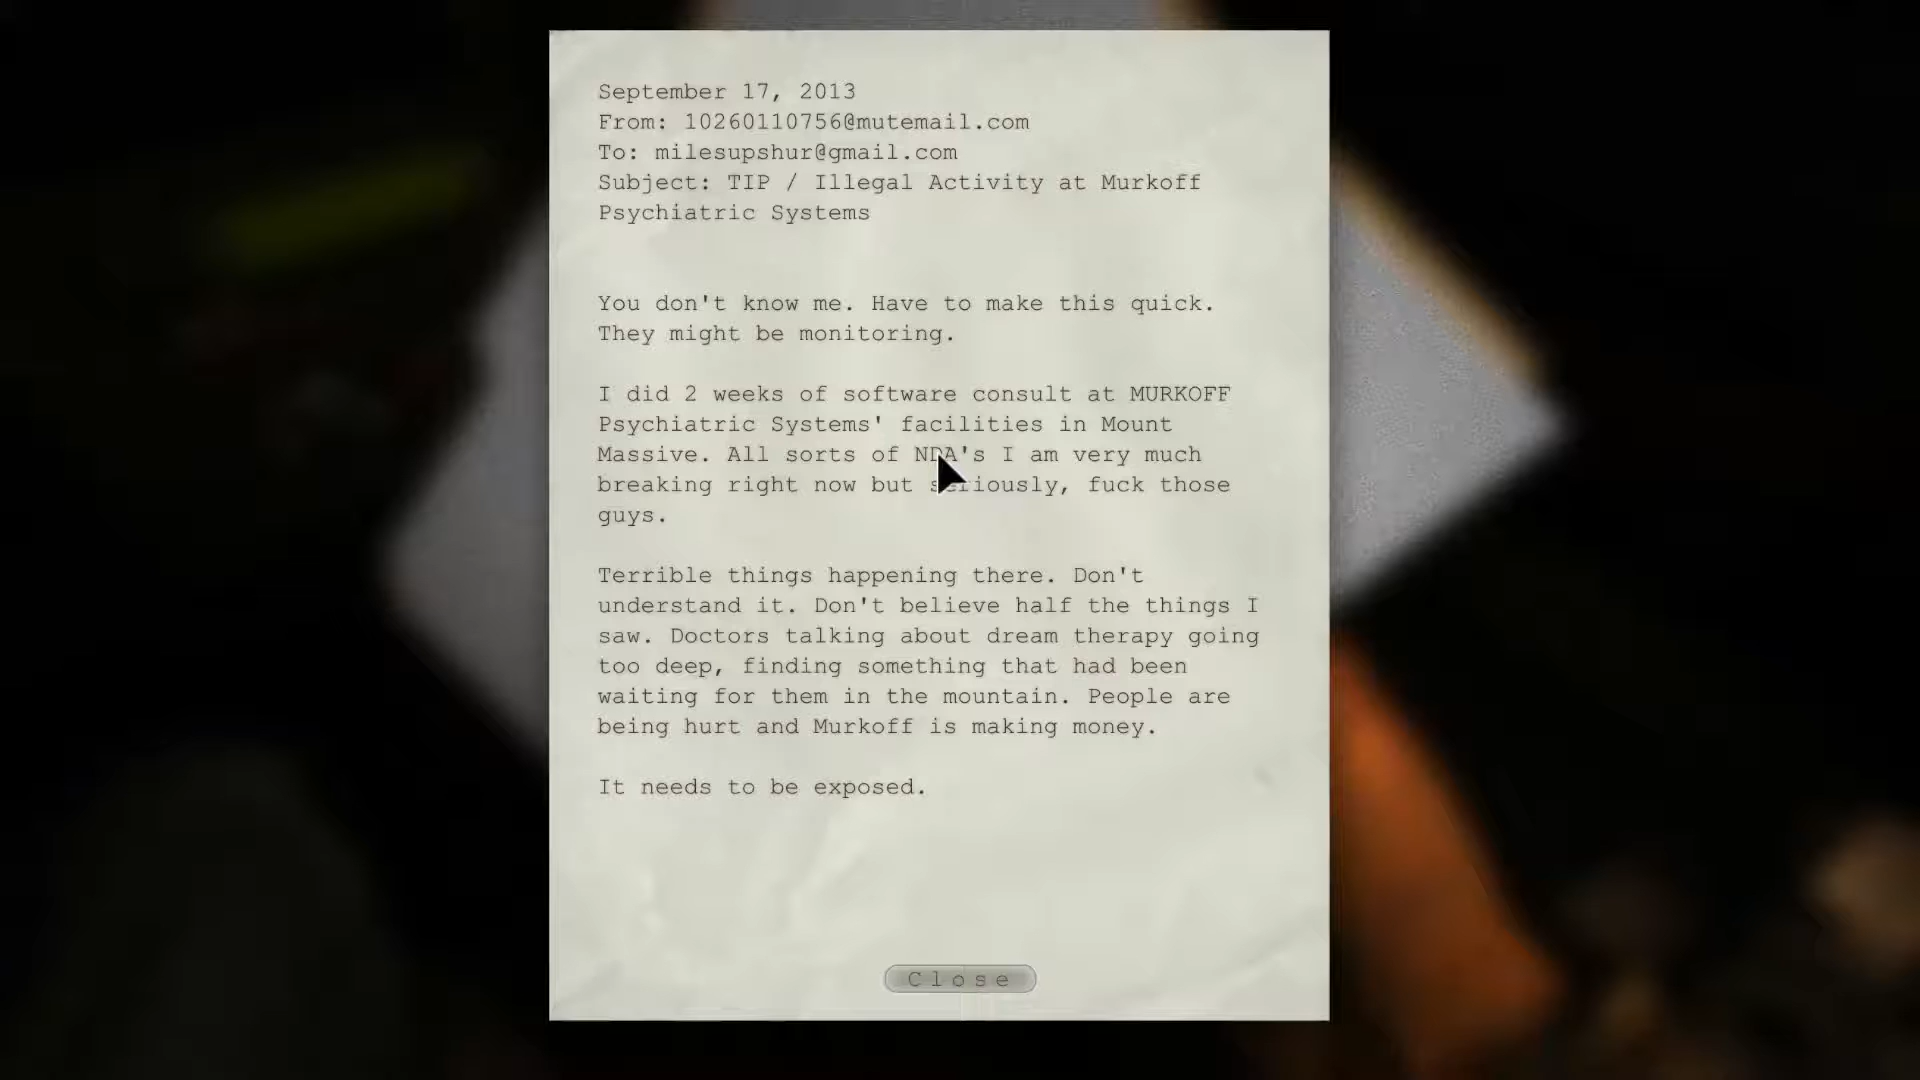 September 17, 2013
From: 10260110756@mutemail.com
To: milesupshur@gmail.com
Subject: TIP / Illegal Activity at Murkoff
Psychiatric Systems
You don't know me. Have to make this quick.
They might be monitoring.
I did 2 weeks of software consult at MURKOFF
Psychiatric Systems' facilities in Mount
Massive. All sorts of NDA's I am very much
breaking right now but seriously, fuck those
guys.
Terrible things happening there. Don't
understand it. Don't believe half the things I
saw. Doctors talking about dream therapy going
too deep, finding something that had been
waiting for them in the mountain. People are
being hurt and Murkoff is making money.
It needs to be exposed.
Close